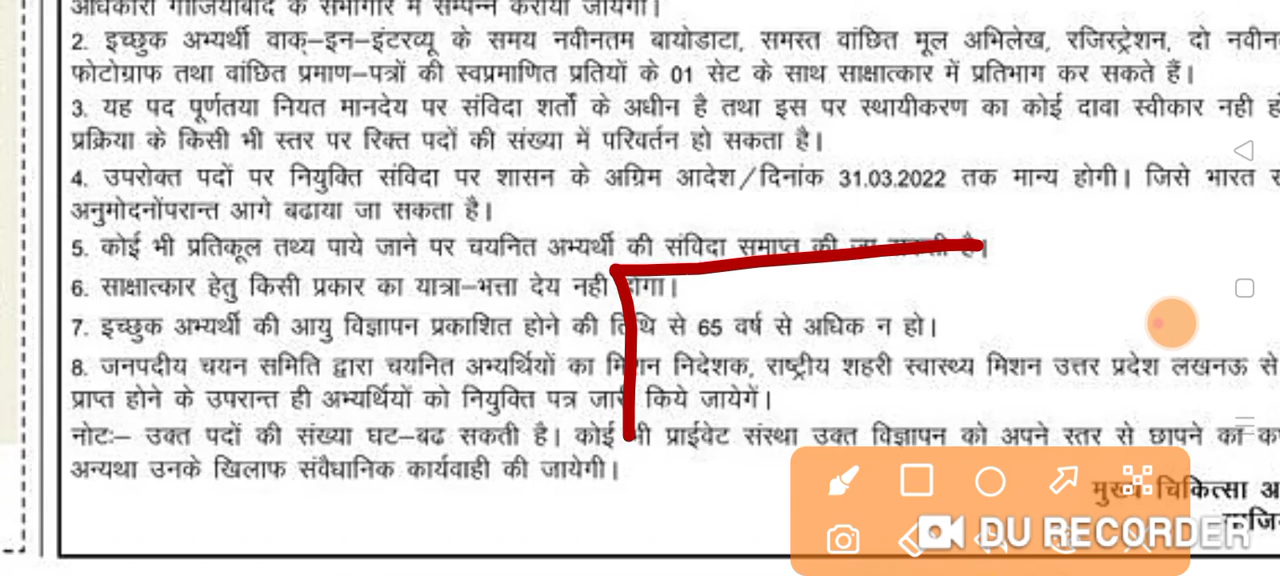 अधिकारी गाजियाबाद के सभागार में सम्पन्न कराया जायेगा।
2. इच्छुक अभ्यर्थी वाक्–इन–इंटरव्यू के समय नवीनतम बायोडाटा, समस्त वांछित मूल अभिलेख, रजिस्ट्रेशन, दो
फोटोग्राफ तथा वांछित प्रमाण–पत्रों की स्वप्रमाणित प्रतियों के 01 सेट के साथ साक्षात्कार में प्रतिभाग कर सकते हैं।
3. यह पद पूर्णतया नियत मानदेय पर संविदा शर्तों के अधीन है तथा इस पर स्थायीकरण का कोई दावा स्वीकार नही
प्रक्रिया के किसी भी स्तर पर रिक्त पदों की संख्या में परिवर्तन हो सकता है।
4. उपरोक्त पदों पर नियुक्ति संविदा पर शासन के अग्रिम आदेश/दिनांक 31.03.2022 तक मान्य होगी। जिसे भारत
अनुमोदनोंपरान्त आगे बढाया जा सकता है।
5. कोई भी प्रतिकूल तथ्य पाये जाने पर चयनित अभ्यर्थी की संविदा समाप्त की जा सकती है।
6. साक्षात्कार हेतु किसी प्रकार का यात्रा–भत्ता देय नही होगा।
7. इच्छुक अभ्यर्थी की आयु विज्ञापन प्रकाशित होने की तिथि से 65 वर्ष से अधिक न हो।
8. जनपदीय चयन समिति द्वारा चयनित अभ्यर्थियों का मिशन निदेशक, राष्ट्रीय शहरी स्वास्थ्य मिशन उत्तर प्रदेश लखनऊ से
प्राप्त होने के उपरान्त ही अभ्यर्थियों को नियुक्ति पत्र जारी किये जायेगें।
नोटः– उक्त पदों की संख्या घट–बढ सकती है। कोई भी प्राईवेट संस्था उक्त विज्ञापन को अपने स्तर से छापने का
अन्यथा उनके खिलाफ संवैधानिक कार्यवाही की जायेगी।
मुख्य चिकित्सा
DU RECORDER